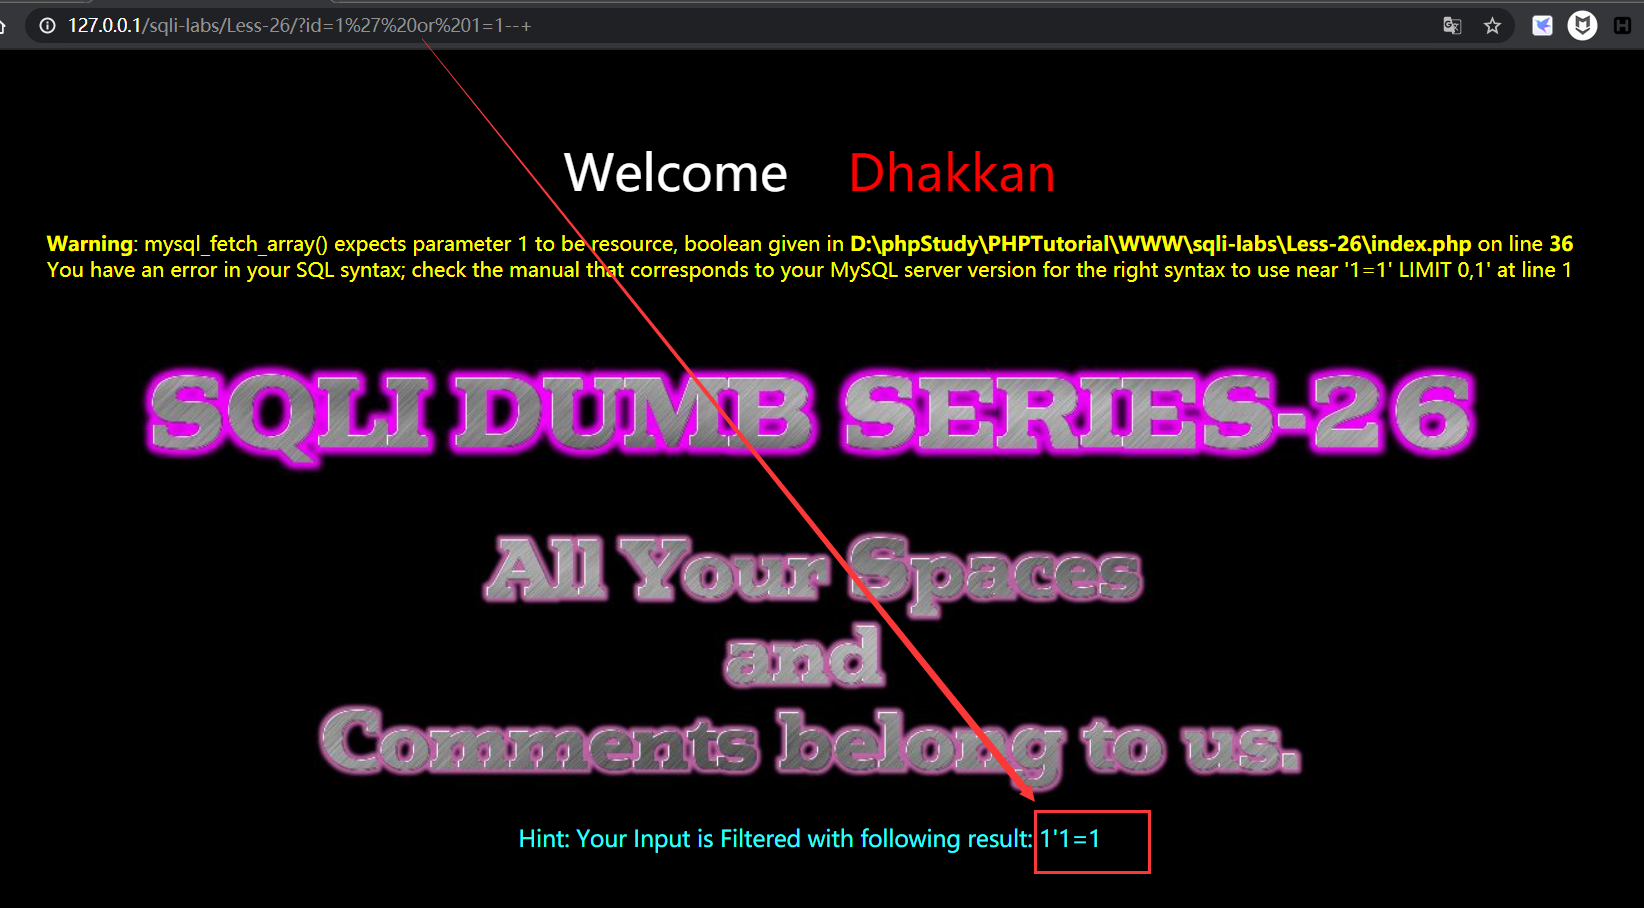 127.0.0.1/sqli-labs/Less-26/?id=1%27%20or%201=1--+
Welcome Dhakkan
Warning: mysql_fetch_array() expects parameter 1 to be resource, boolean given in D:\phpStudy\PHPTutorial\WWW\sqli-labs\Less-26\index.php on line 36
You have an error in your SQL syntax; check the manual that corresponds to your MySQL server version for the right syntax to use near '1=1' LIMIT 0,1' at line 1
SQLI DUMB SERIES-26
All Your Spaces
and
Comments belong to us.
Hint: Your Input is Filtered with following result: 1'1=1